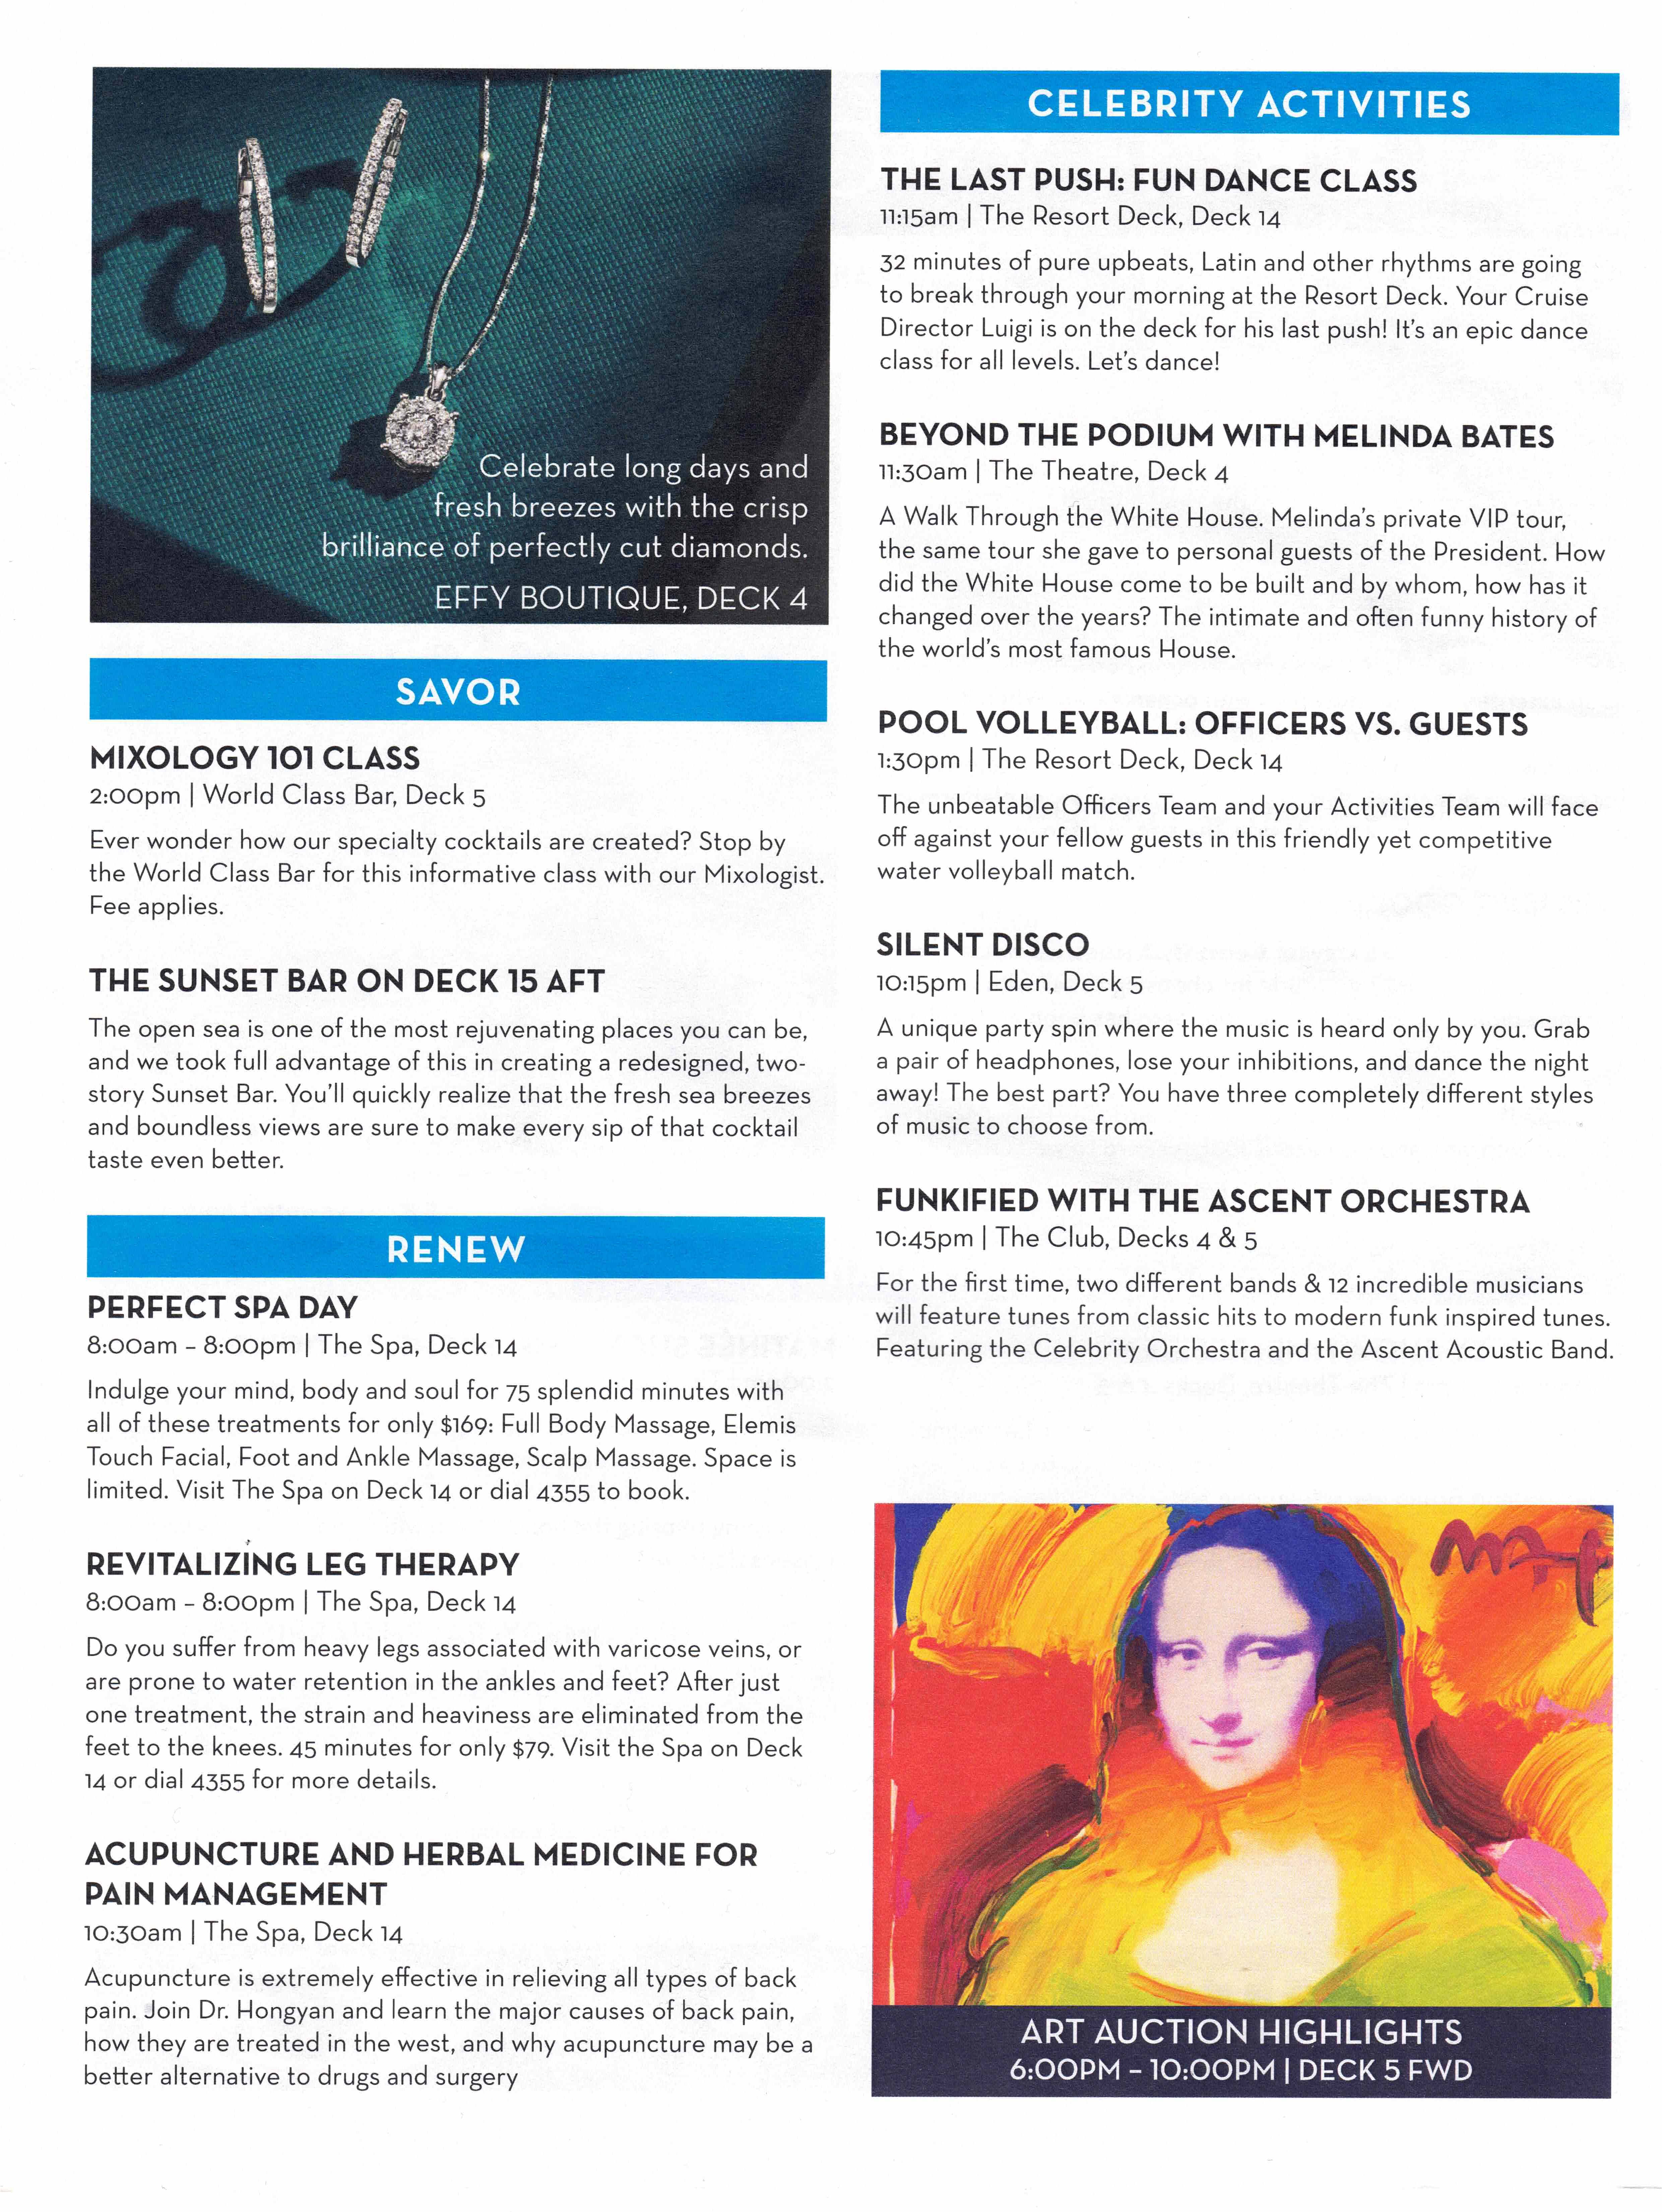 Celebrate long days and
fresh breezes with the crisp
brilliance of perfectly cut diamonds.
EFFY BOUTIQUE, DECK 4
SAVOR
MIXOLOGY 101 CLASS
2:00pm | World Class Bar, Deck 5
Ever wonder how our specialty cocktails are created? Stop by
the World Class Bar for this informative class with our Mixologist.
Fee applies.
THE SUNSET BAR ON DECK 15 AFT
The open sea is one of the most rejuvenating places you can be,
and we took full advantage of this in creating a redesigned, two-
story Sunset Bar. You'll quickly realize that the fresh sea breezes
and boundless views are sure to make every sip of that cocktail
taste even better.
RENEW
PERFECT SPA DAY
8:00am – 8:00pm | The Spa, Deck 14
Indulge your mind, body and soul for 75 splendid minutes with
all of these treatments for only $169: Full Body Massage, Elemis
Touch Facial, Foot and Ankle Massage, Scalp Massage. Space is
limited. Visit The Spa on Deck 14 or dial 4355 to book.
REVITALIZING LEG THERAPY
8:00am – 8:00pm | The Spa, Deck 14
Do you suffer from heavy legs associated with varicose veins, or
are prone to water retention in the ankles and feet? After just
one treatment, the strain and heaviness are eliminated from the
feet to the knees. 45 minutes for only $79. Visit the Spa on Deck
14 or dial 4355 for more details.
ACUPUNCTURE AND HERBAL MEDICINE FOR
PAIN MANAGEMENT
10:30am | The Spa, Deck 14
Acupuncture is extremely effective in relieving all types of back
pain. Join Dr. Hongyan and learn the major causes of back pain,
how they are treated in the west, and why acupuncture may be a
better alternative to drugs and surgery
CELEBRITY ACTIVITIES
THE LAST PUSH: FUN DANCE CLASS
11:15am | The Resort Deck, Deck 14
32 minutes of pure upbeats, Latin and other rhythms are going
to break through your morning at the Resort Deck. Your Cruise
Director Luigi is on the deck for his last push! It's an epic dance
class for all levels. Let's dance!
BEYOND THE PODIUM WITH MELINDA BATES
11:30am | The Theatre, Deck 4
A Walk Through the White House. Melinda's private VIP tour,
the same tour she gave to personal guests of the President. How
did the White House come to be built and by whom, how has it
changed over the years? The intimate and often funny history of
the world's most famous House.
POOL VOLLEYBALL: OFFICERS VS. GUESTS
1:30pm | The Resort Deck, Deck 14
The unbeatable Officers Team and your Activities Team will face
off against your fellow guests in this friendly yet competitive
water volleyball match.
SILENT DISCO
10:15pm | Eden, Deck 5
A unique party spin where the music is heard only by you. Grab
a pair of headphones, lose your inhibitions, and dance the night
away! The best part? You have three completely different styles
of music to choose from.
FUNKIFIED WITH THE ASCENT ORCHESTRA
10:45pm | The Club, Decks 4 & 5
For the first time, two different bands & 12 incredible musicians
will feature tunes from classic hits to modern funk inspired tunes.
Featuring the Celebrity Orchestra and the Ascent Acoustic Band.
ART AUCTION HIGHLIGHTS
6:00PM – 10:00PM | DECK 5 FWD